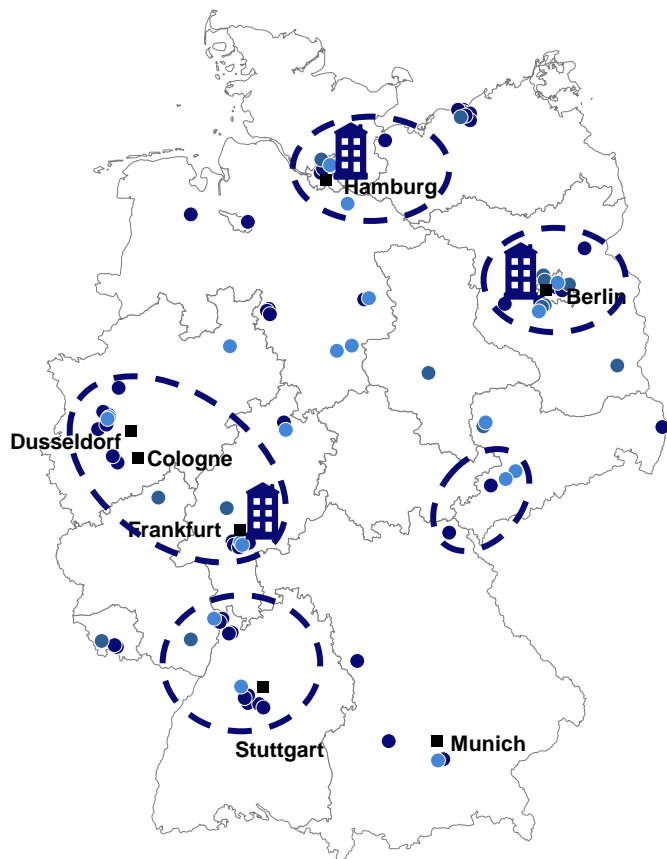 Hamburg
Berlin
Dusseldorf
Cologne
Frankfurt
Stuttgart
Munich